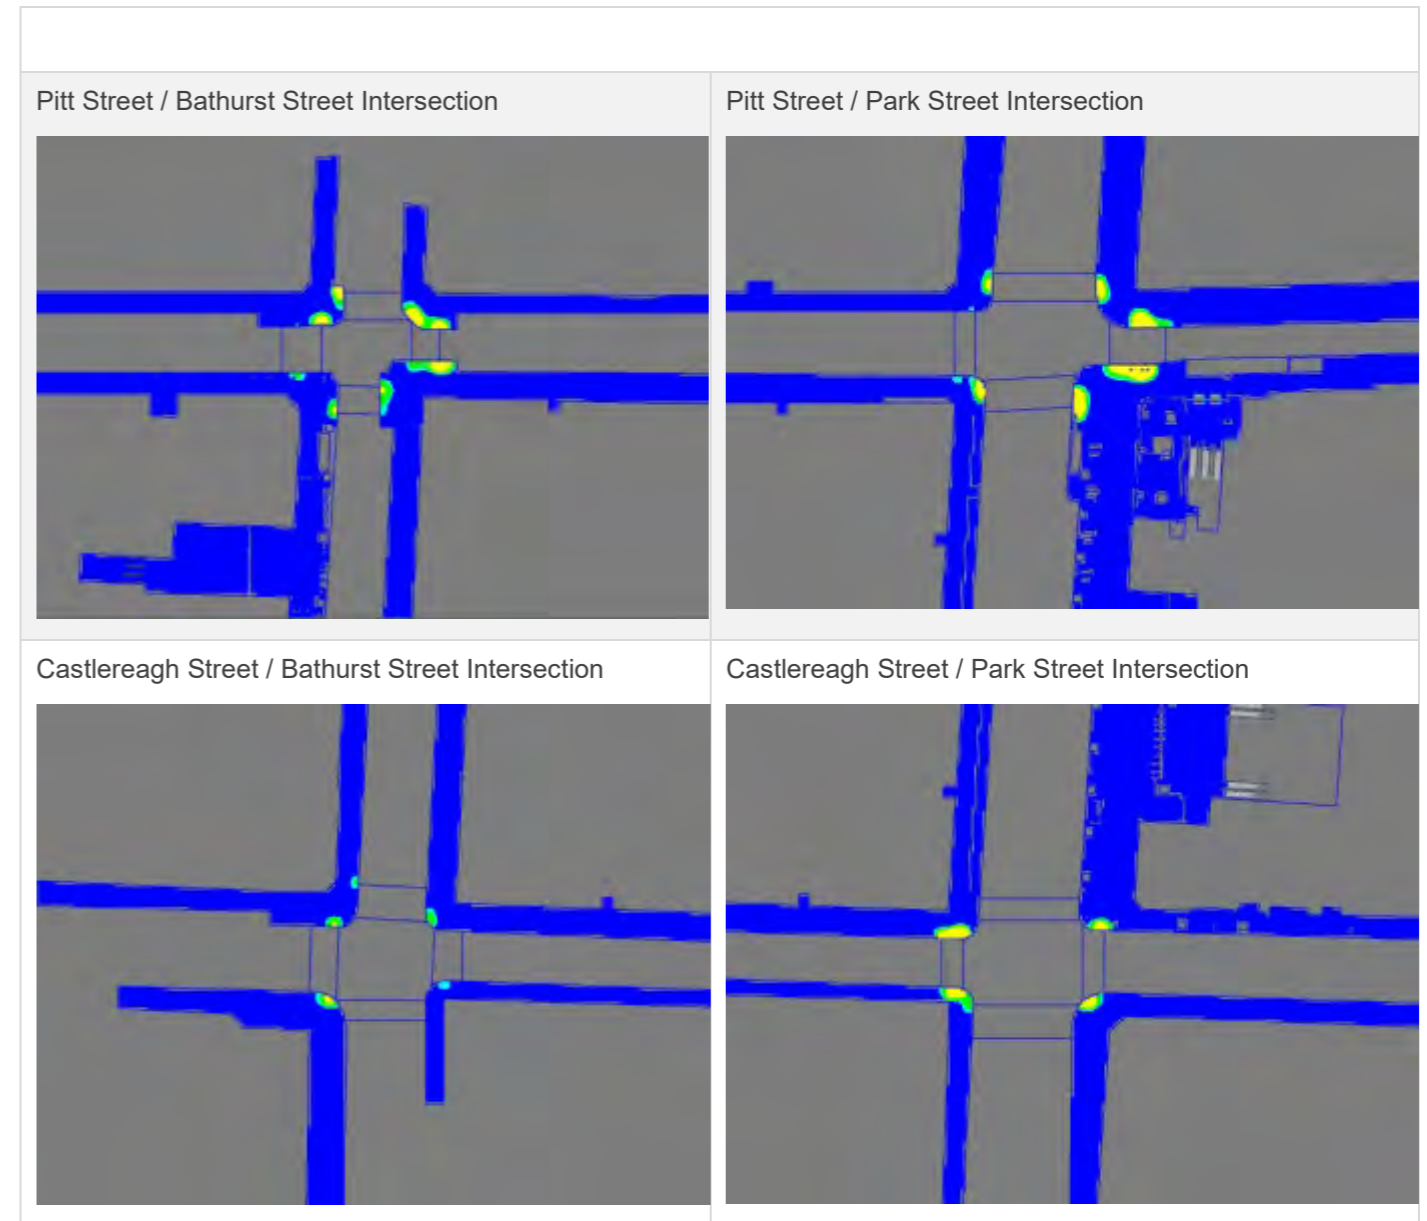 Pitt Street / Bathurst Street Intersection
Pitt Street / Park Street Intersection
Castlereagh Street / Bathurst Street Intersection
Castlereagh Street / Park Street Intersection